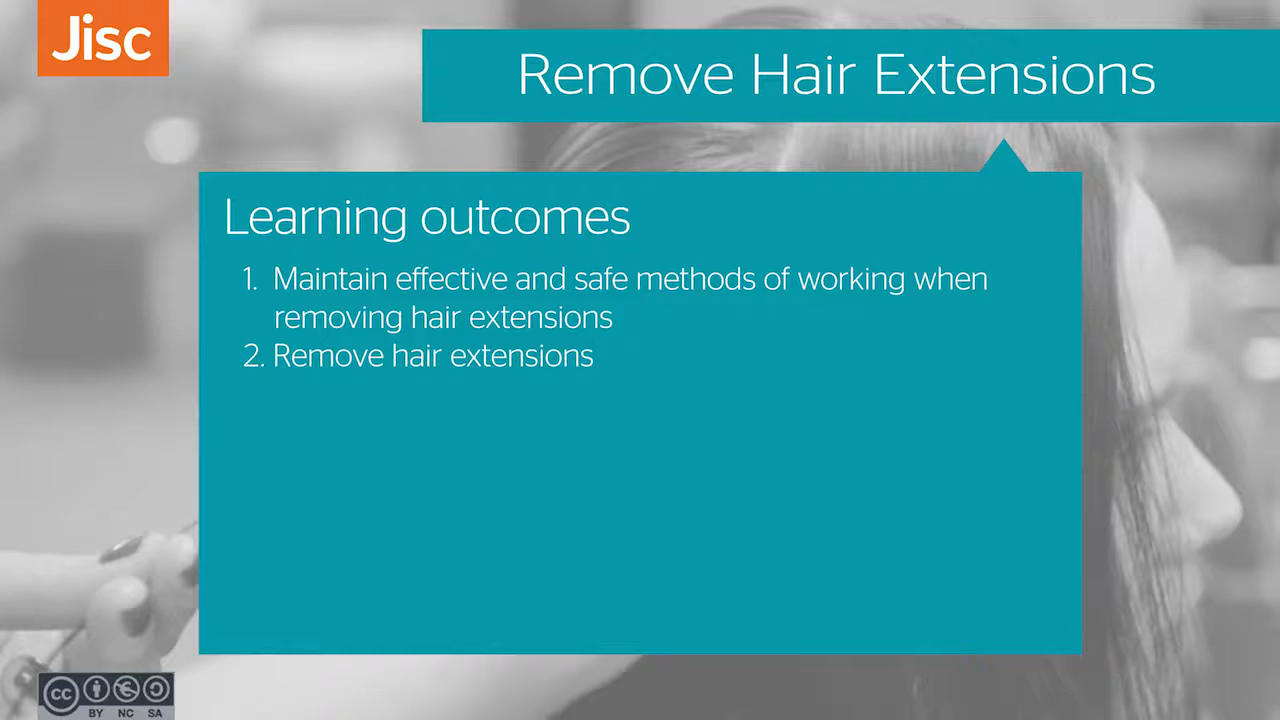 Jisc
Remove Hair Extensions
Learning outcomes
1. Maintain effective and safe methods of working when
removing hair extensions
2. Remove hair extensions
cc
BY NC SA